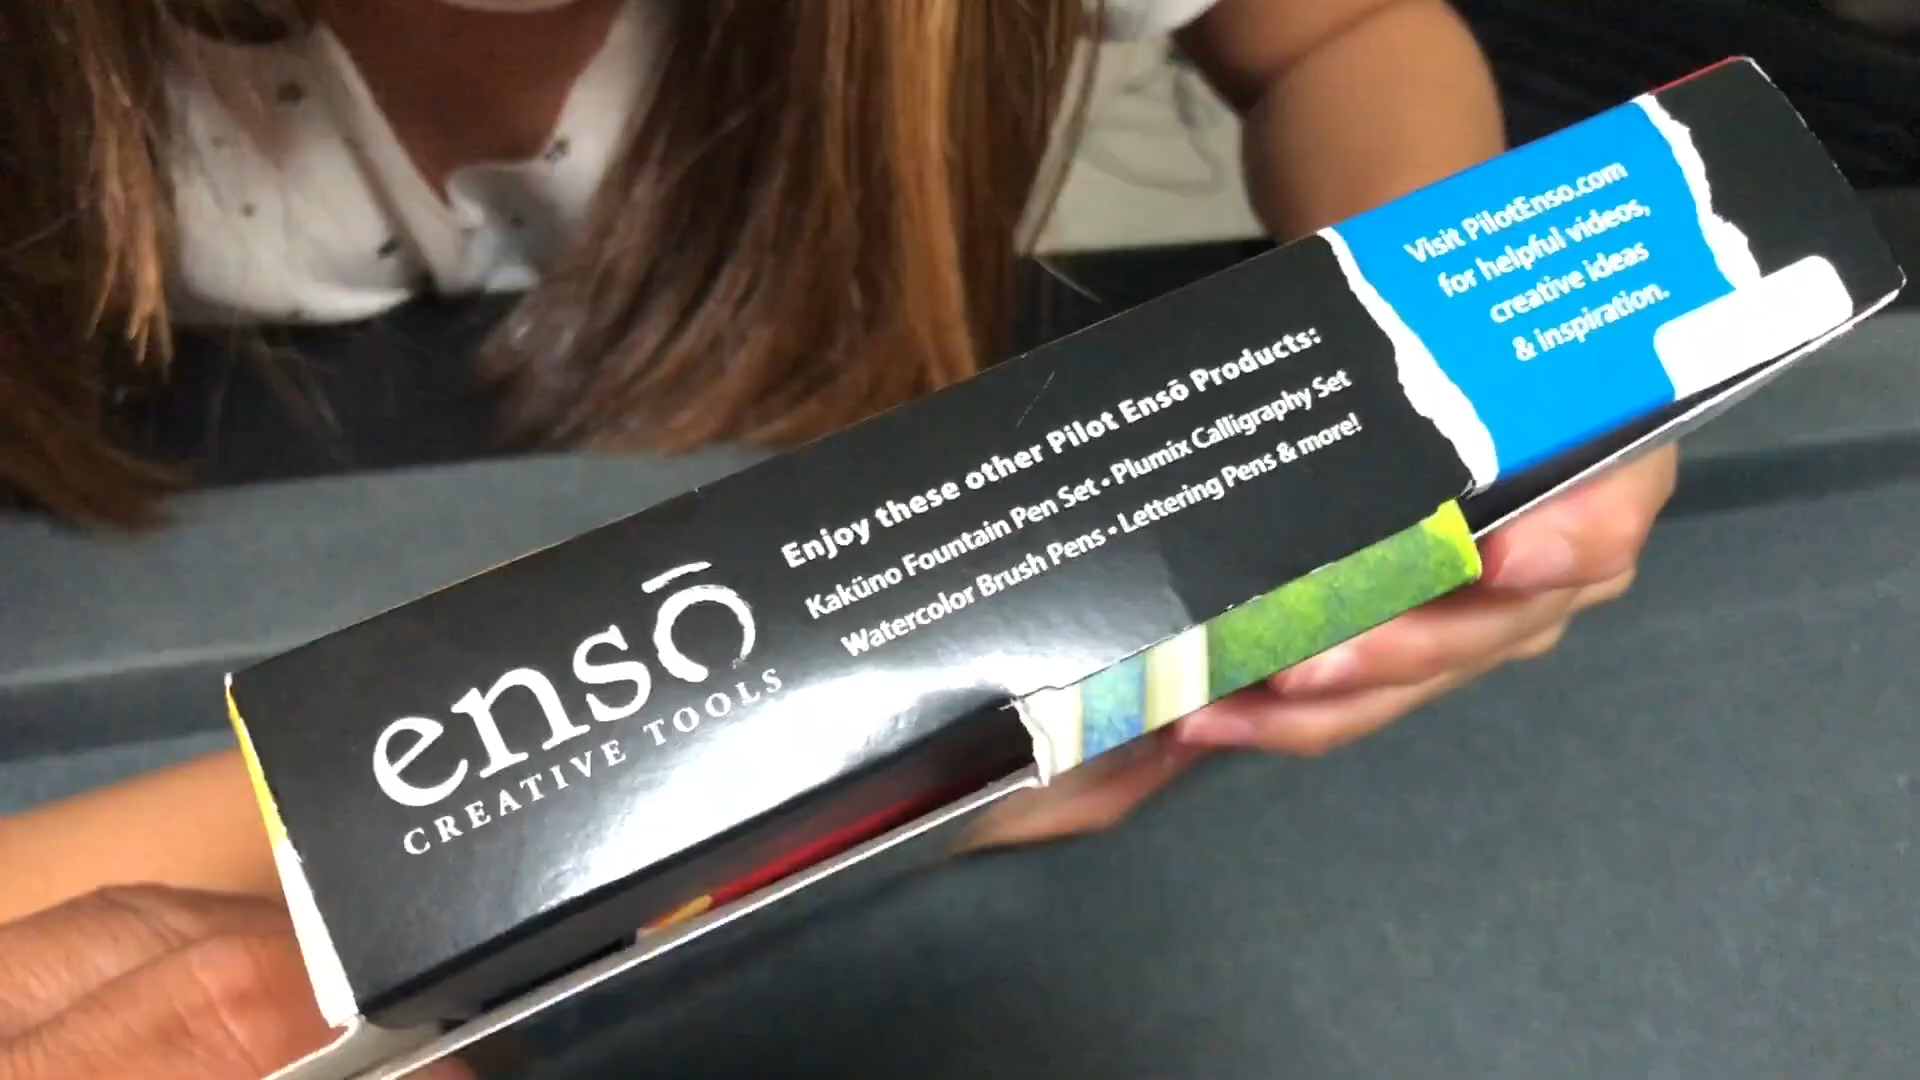 ensō
CREATIVE TOOLS
Enjoy these other Pilot Ensō Products:
Kaküno Fountain Pen Set • Plumix Calligraphy Set
Watercolor Brush Pens • Lettering Pens & more!
Visit PilotEnso.com
for helpful videos,
creative ideas
& inspiration.